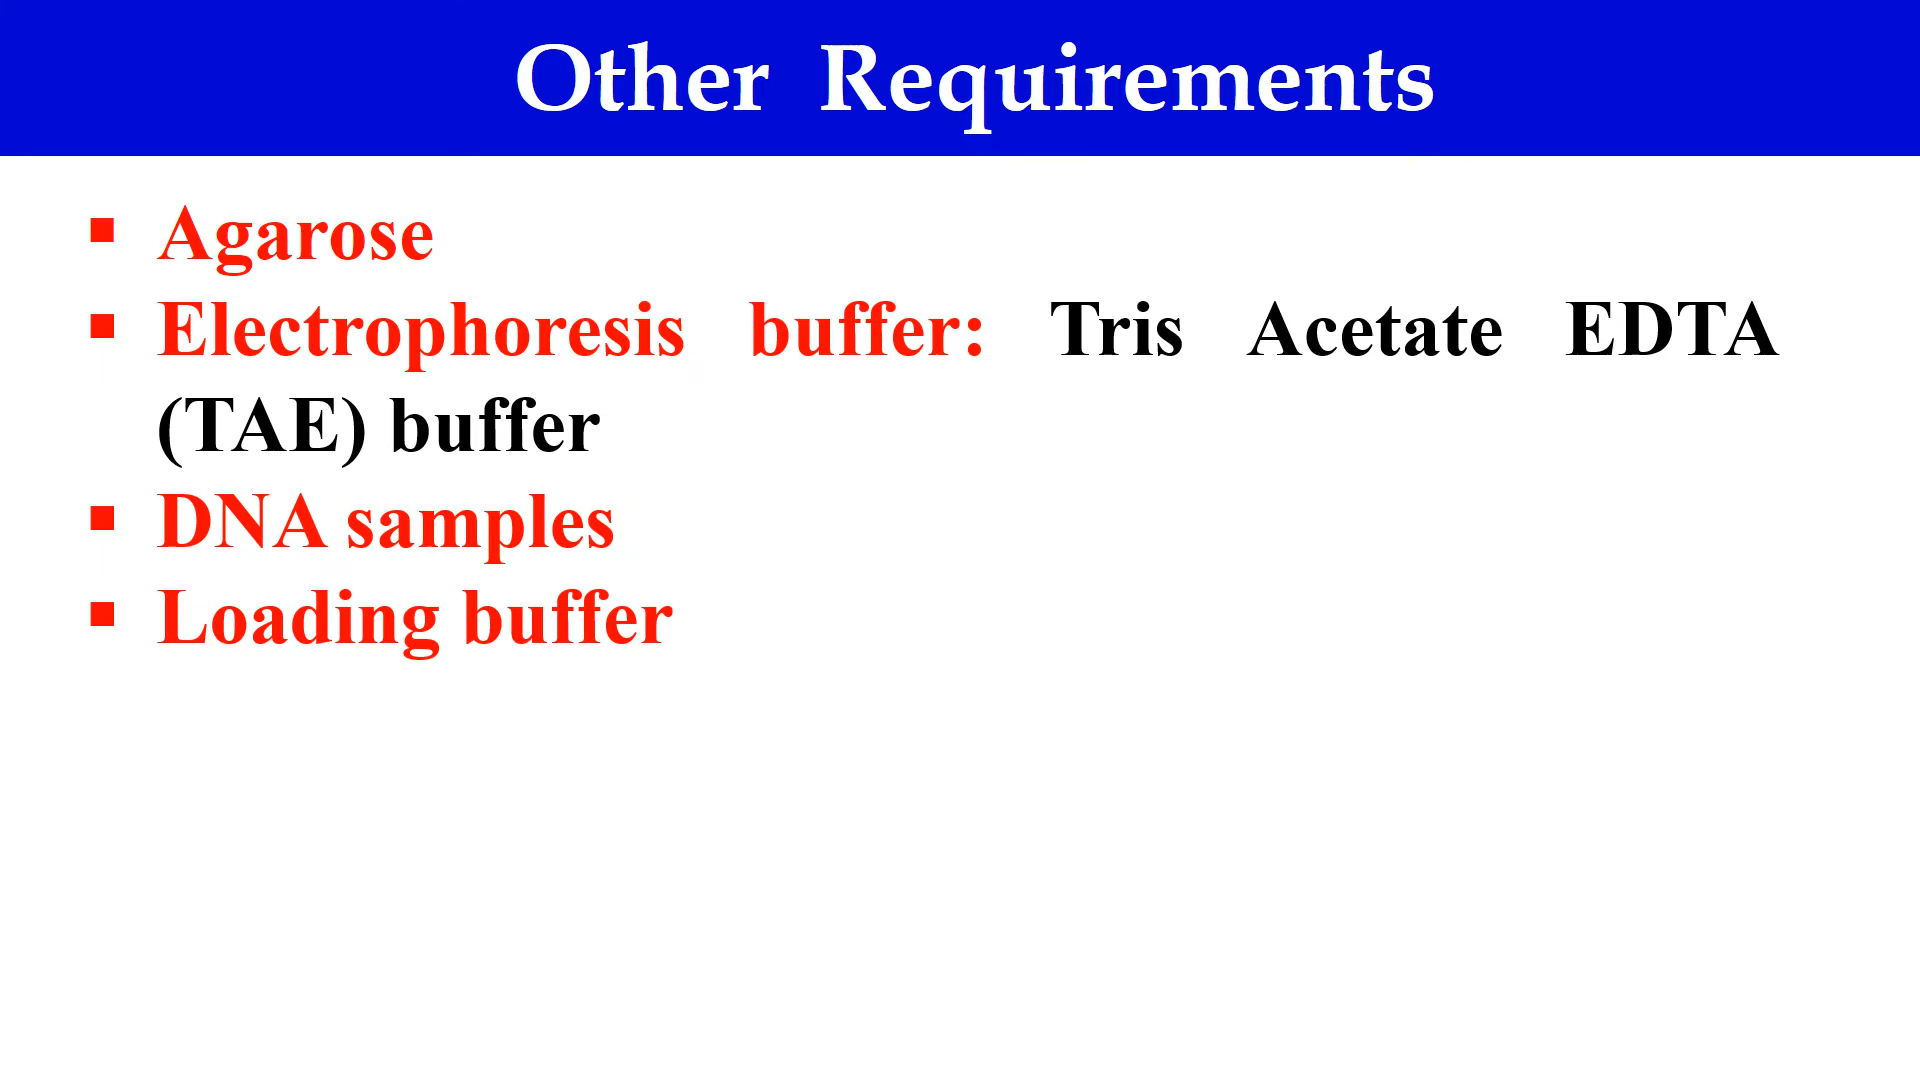 Other Requirements
▪ Agarose
▪ Electrophoresis buffer: Tris Acetate EDTA
(TAE) buffer
▪ DNA samples
▪ Loading buffer